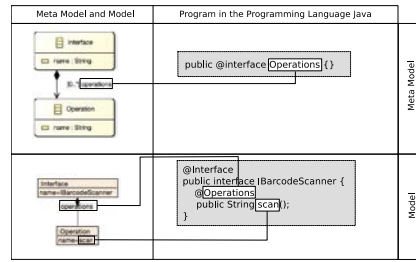 Meta Model and Model
Program in the Programming Language Java
Interface
name : String
[0..*] operations
Operation
name : String
public @interface Operations {}
Meta Model
Interface
name=IBarcodeScanner
operations
Operation
name=scan
@Interface
public interface IBarcodeScanner {
@Operations
public String scan();
}
Model